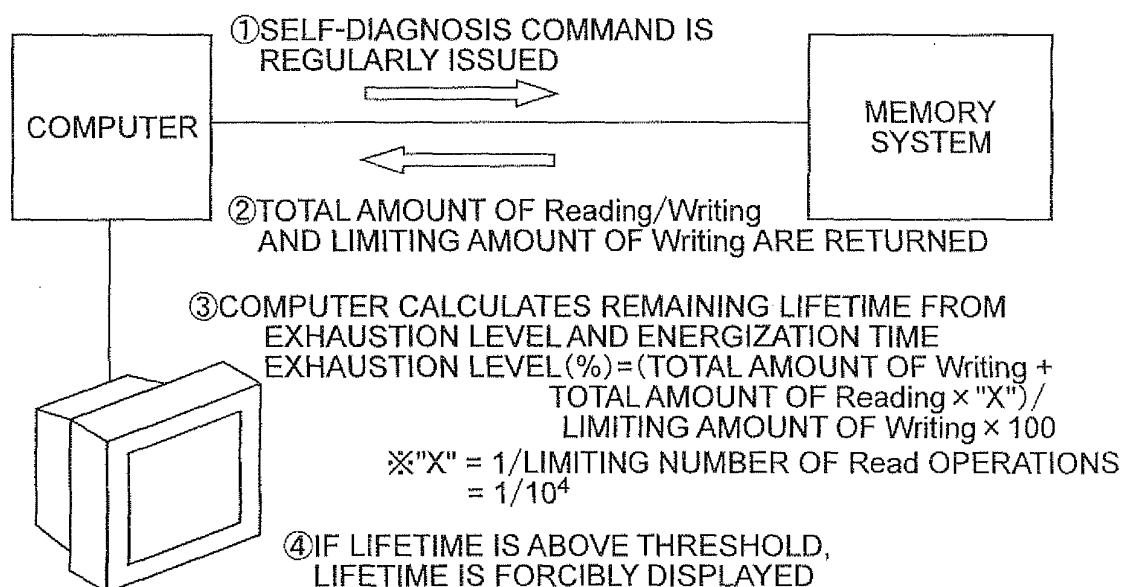 ①SELF-DIAGNOSIS COMMAND IS
REGULARLY ISSUED
COMPUTER
MEMORY
SYSTEM
②TOTAL AMOUNT OF Reading/Writing
AND LIMITING AMOUNT OF Writing ARE RETURNED
③COMPUTER CALCULATES REMAINING LIFETIME FROM
EXHAUSTION LEVEL AND ENERGIZATION TIME
EXHAUSTION LEVEL(%)=(TOTAL AMOUNT OF Writing +
TOTAL AMOUNT OF Reading × "X")/
LIMITING AMOUNT OF Writing × 100
※"X" = 1/LIMITING NUMBER OF Read OPERATIONS
= 1/10⁴
④IF LIFETIME IS ABOVE THRESHOLD,
LIFETIME IS FORCIBLY DISPLAYED